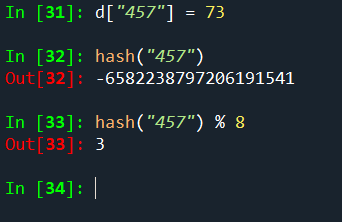 In [31]: d["457"] = 73
In [32]: hash("457")
Out[32]: -6582238797206191541
In [33]: hash("457") % 8
Out[33]: 3
In [34]: